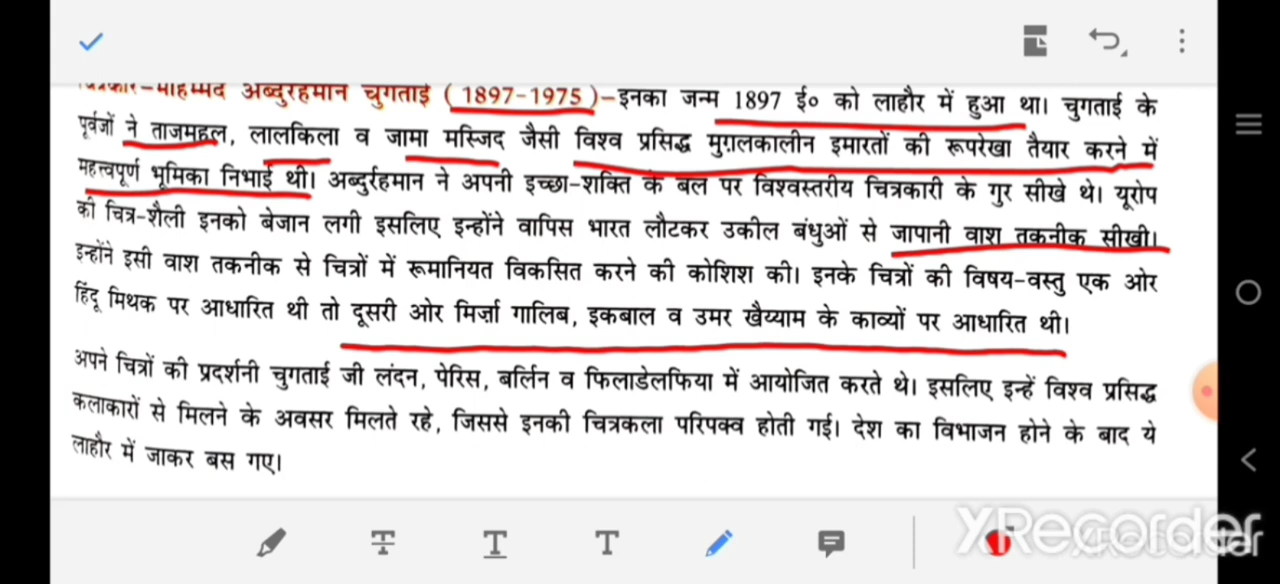 चित्रकार-मोहम्मद अब्दुरहमान चुगताई (1897-1975)-इनका जन्म 1897 ई० को लाहौर में हुआ था। चुगताई के
पूर्वजों ने ताजमहल, लालकिला व जामा मस्जिद जैसी विश्व प्रसिद्ध मुग़लकालीन इमारतों की रूपरेखा तैयार करने में
महत्त्वपूर्ण भूमिका निभाई थी। अब्दुर्रहमान ने अपनी इच्छा-शक्ति के बल पर विश्वस्तरीय चित्रकारी के गुर सीखे थे। यूरोप
की चित्र-शैली इनको बेजान लगी इसलिए इन्होंने वापिस भारत लौटकर उकील बंधुओं से जापानी वाश तकनीक सीखी।
इन्होंने इसी वाश तकनीक से चित्रों में रूमानियत विकसित करने की कोशिश की। इनके चित्रों की विषय-वस्तु एक ओर
हिंदू मिथक पर आधारित थी तो दूसरी ओर मिर्ज़ा गालिब, इकबाल व उमर खैय्याम के काव्यों पर आधारित थी।
अपने चित्रों की प्रदर्शनी चुगताई जी लंदन, पेरिस, बर्लिन व फिलाडेलफिया में आयोजित करते थे। इसलिए इन्हें विश्व प्रसिद्ध
कलाकारों से मिलने के अवसर मिलते रहे, जिससे इनकी चित्रकला परिपक्व होती गई। देश का विभाजन होने के बाद ये
लाहौर में जाकर बस गए।
T T T
XRecorder